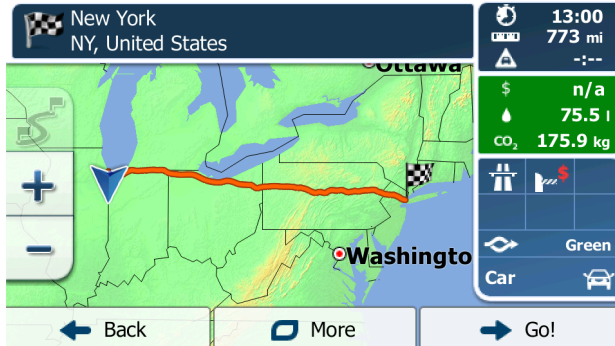 New York
NY, United States
13:00
773 mi
-:--
$ n/a
75.5 l
CO₂ 175.9 kg
Ottawa
$
Washingto
Green
Car
Back
More
Go!